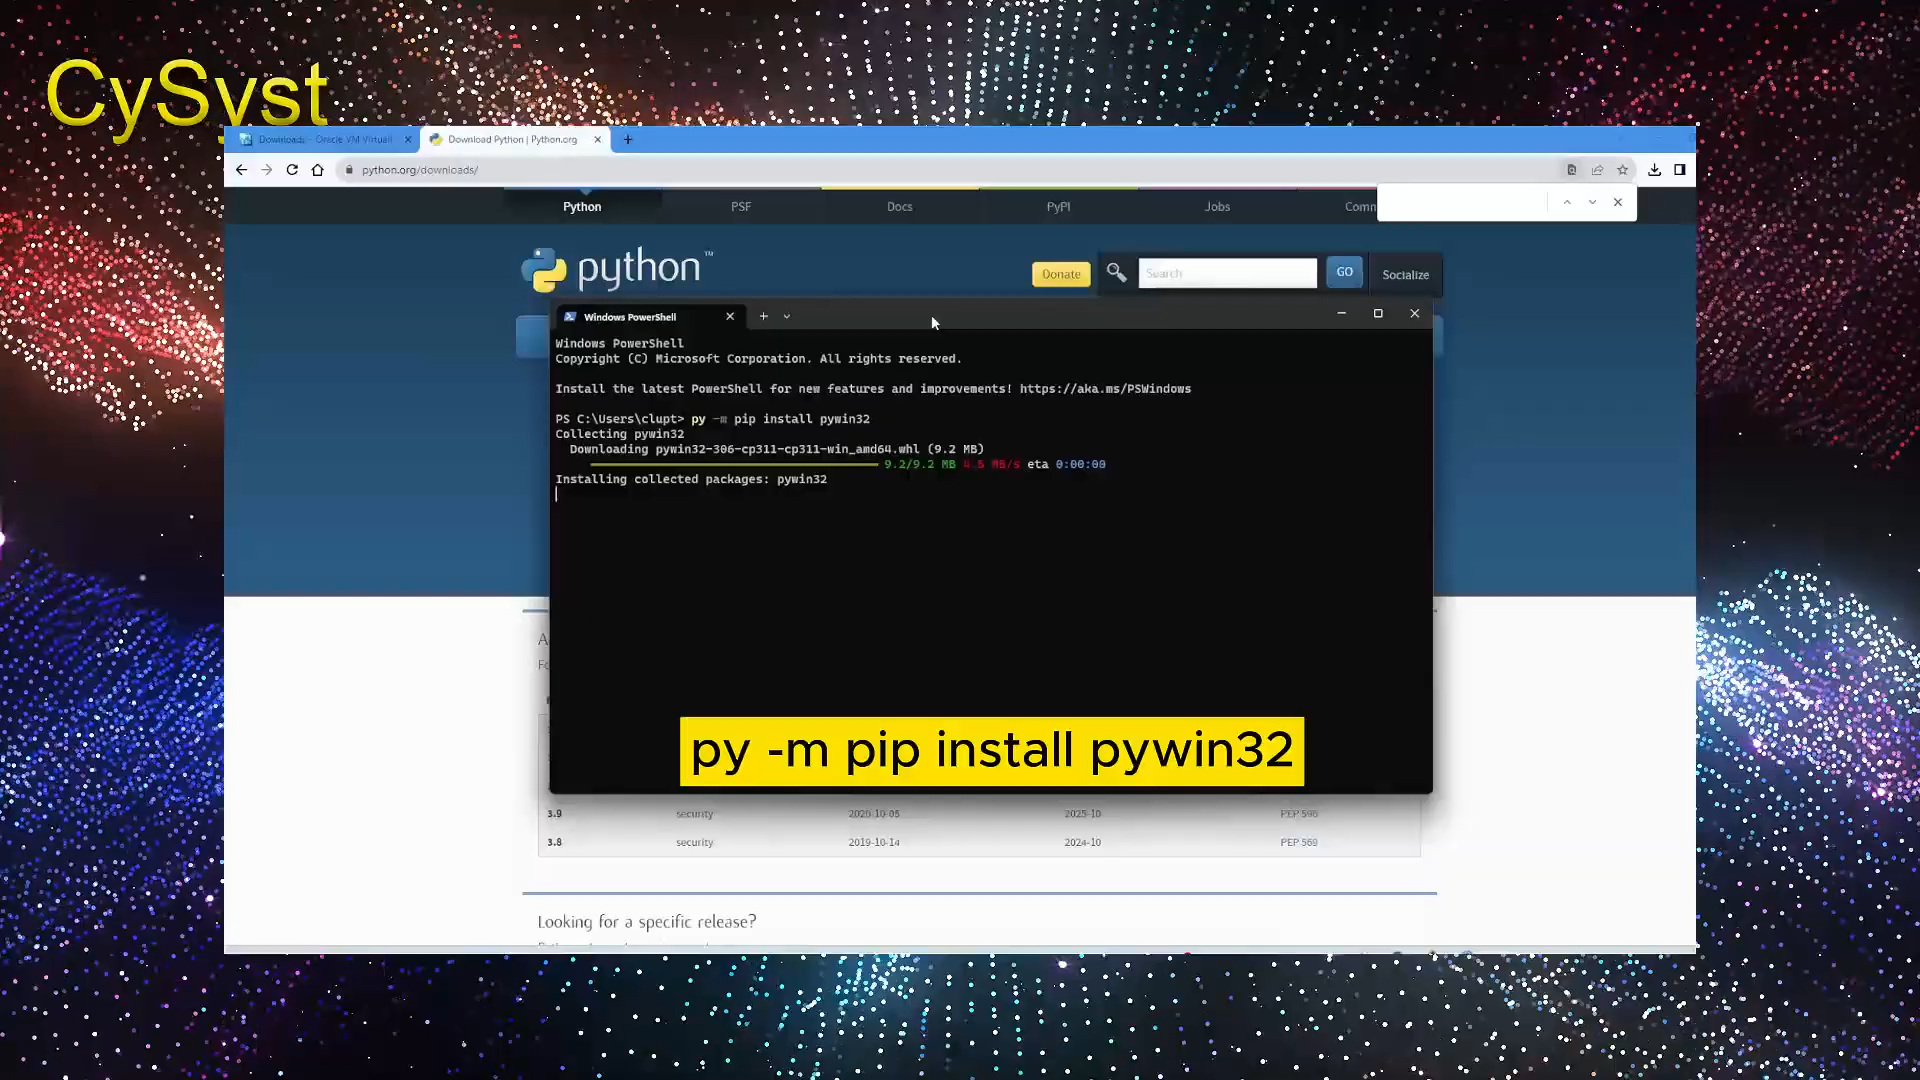 CySyst
Downloads - Oracle VM Virtual
Download Python | Python.org
python.org/downloads/
Python
PSF
Docs
PyPI
Jobs
Comm
python™
Donate
Search
GO
Socialize
Windows PowerShell
Windows PowerShell
Copyright (C) Microsoft Corporation. All rights reserved.
Install the latest PowerShell for new features and improvements! https://aka.ms/PSWindows
PS C:\Users\clupt> py -m pip install pywin32
Collecting pywin32
Downloading pywin32-306-cp311-cp311-win_amd64.whl (9.2 MB)
9.2/9.2 MB 4.5 MB/s eta 0:00:00
Installing collected packages: pywin32
py -m pip install pywin32
3.9 security 2020-10-05 2025-10 PEP 596
3.8 security 2019-10-14 2024-10 PEP 569
Looking for a specific release?